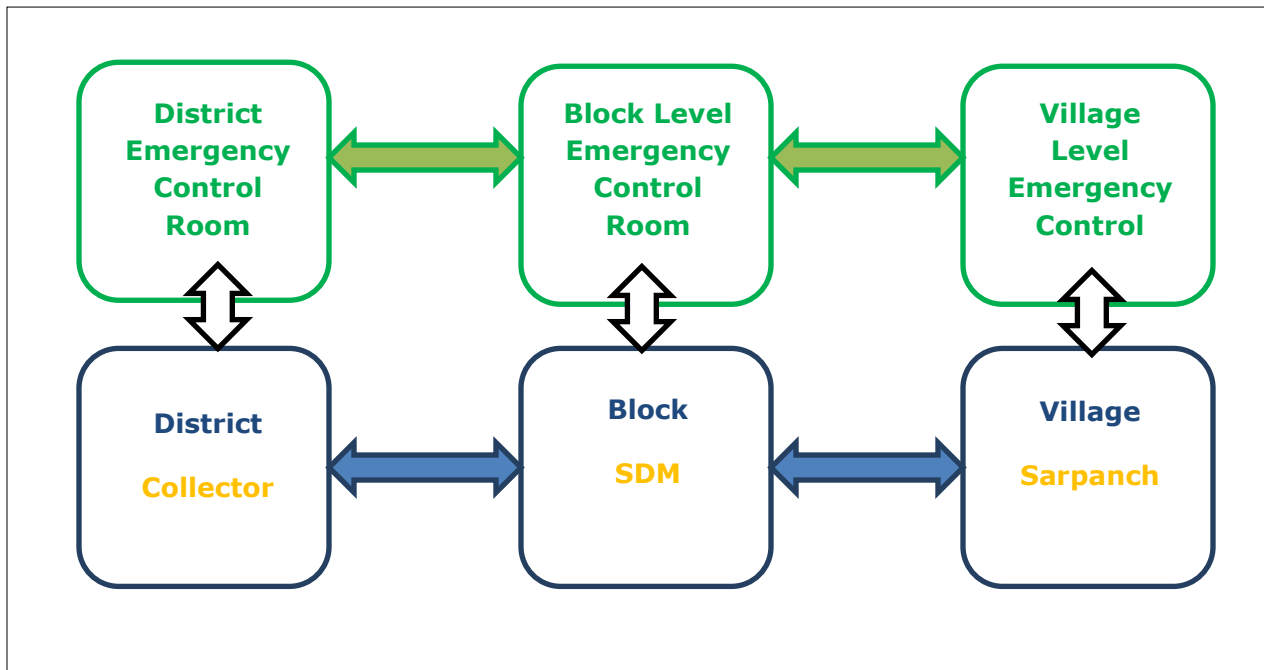 District
Emergency
Control
Room
Block Level
Emergency
Control
Room
Village
Level
Emergency
Control
District
Collector
Block
SDM
Village
Sarpanch